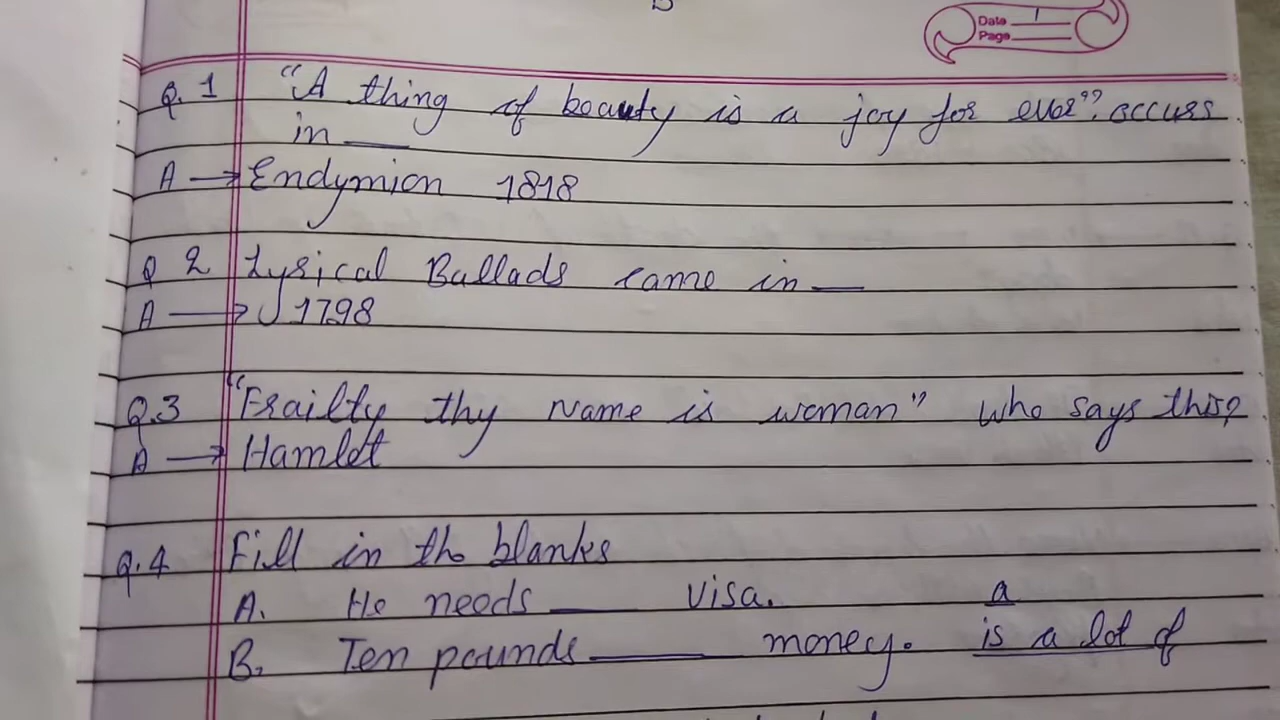 Date
Page
Q.1 "A thing of beauty is a joy for ever". occurs
in ___
A → Endymion 1818
Q 2 Lyrical Ballads came in ___
A → 1798
Q.3 "Frailty thy Name is woman" Who says this?
A → Hamlet
Q.4 Fill in the blanks
A. He needs ___ visa. a
B. Ten pounds ___ money. is a lot of